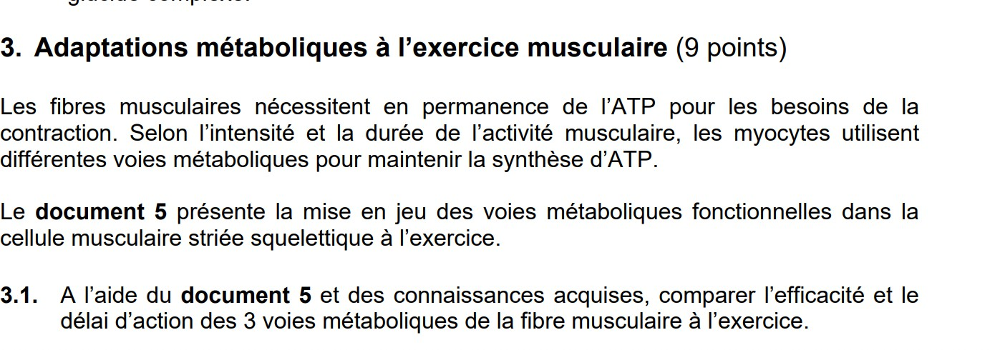 3. Adaptations métaboliques à l’exercice musculaire (9 points)
Les fibres musculaires nécessitent en permanence de l’ATP pour les besoins de la
contraction. Selon l’intensité et la durée de l’activité musculaire, les myocytes utilisent
différentes voies métaboliques pour maintenir la synthèse d’ATP.
Le document 5 présente la mise en jeu des voies métaboliques fonctionnelles dans la
cellule musculaire striée squelettique à l’exercice.
3.1. A l’aide du document 5 et des connaissances acquises, comparer l’efficacité et le
délai d’action des 3 voies métaboliques de la fibre musculaire à l’exercice.